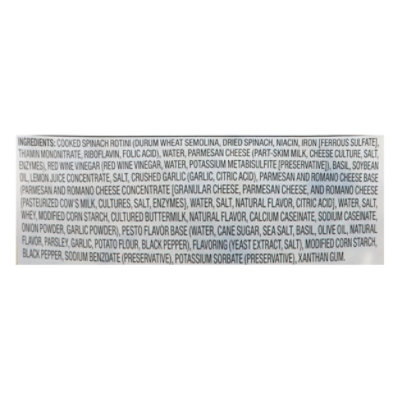 INGREDIENTS: COOKED SPINACH ROTINI (DURUM WHEAT SEMOLINA, DRIED SPINACH, NIACIN, IRON [FERROUS SULFATE],
THIAMIN MONONITRATE, RIBOFLAVIN, FOLIC ACID), WATER, PARMESAN CHEESE (PART-SKIM MILK, CHEESE CULTURE, SALT,
ENZYMES), RED WINE VINEGAR (RED WINE VINEGAR, WATER, POTASSIUM METABISULFITE [PRESERVATIVE]), BASIL, SOYBEAN
OIL, LEMON JUICE CONCENTRATE, SALT, CRUSHED GARLIC (GARLIC, CITRIC ACID), PARMESAN AND ROMANO CHEESE BASE
(PARMESAN AND ROMANO CHEESE CONCENTRATE [GRANULAR CHEESE, PARMESAN CHEESE, AND ROMANO CHEESE
(PASTEURIZED COW'S MILK, CULTURES, SALT, ENZYMES], WATER, SALT, NATURAL FLAVOR, CITRIC ACID], WATER, SALT,
WHEY, MODIFIED CORN STARCH, CULTURED BUTTERMILK, NATURAL FLAVOR, CALCIUM CASEINATE, SODIUM CASEINATE,
ONION POWDER, GARLIC POWDER), PESTO FLAVOR BASE (WATER, CANE SUGAR, SEA SALT, BASIL, OLIVE OIL, NATURAL
FLAVOR, PARSLEY, GARLIC, POTATO FLOUR, BLACK PEPPER), FLAVORING (YEAST EXTRACT, SALT), MODIFIED CORN STARCH,
BLACK PEPPER, SODIUM BENZOATE (PRESERVATIVE), POTASSIUM SORBATE (PRESERVATIVE), XANTHAN GUM.